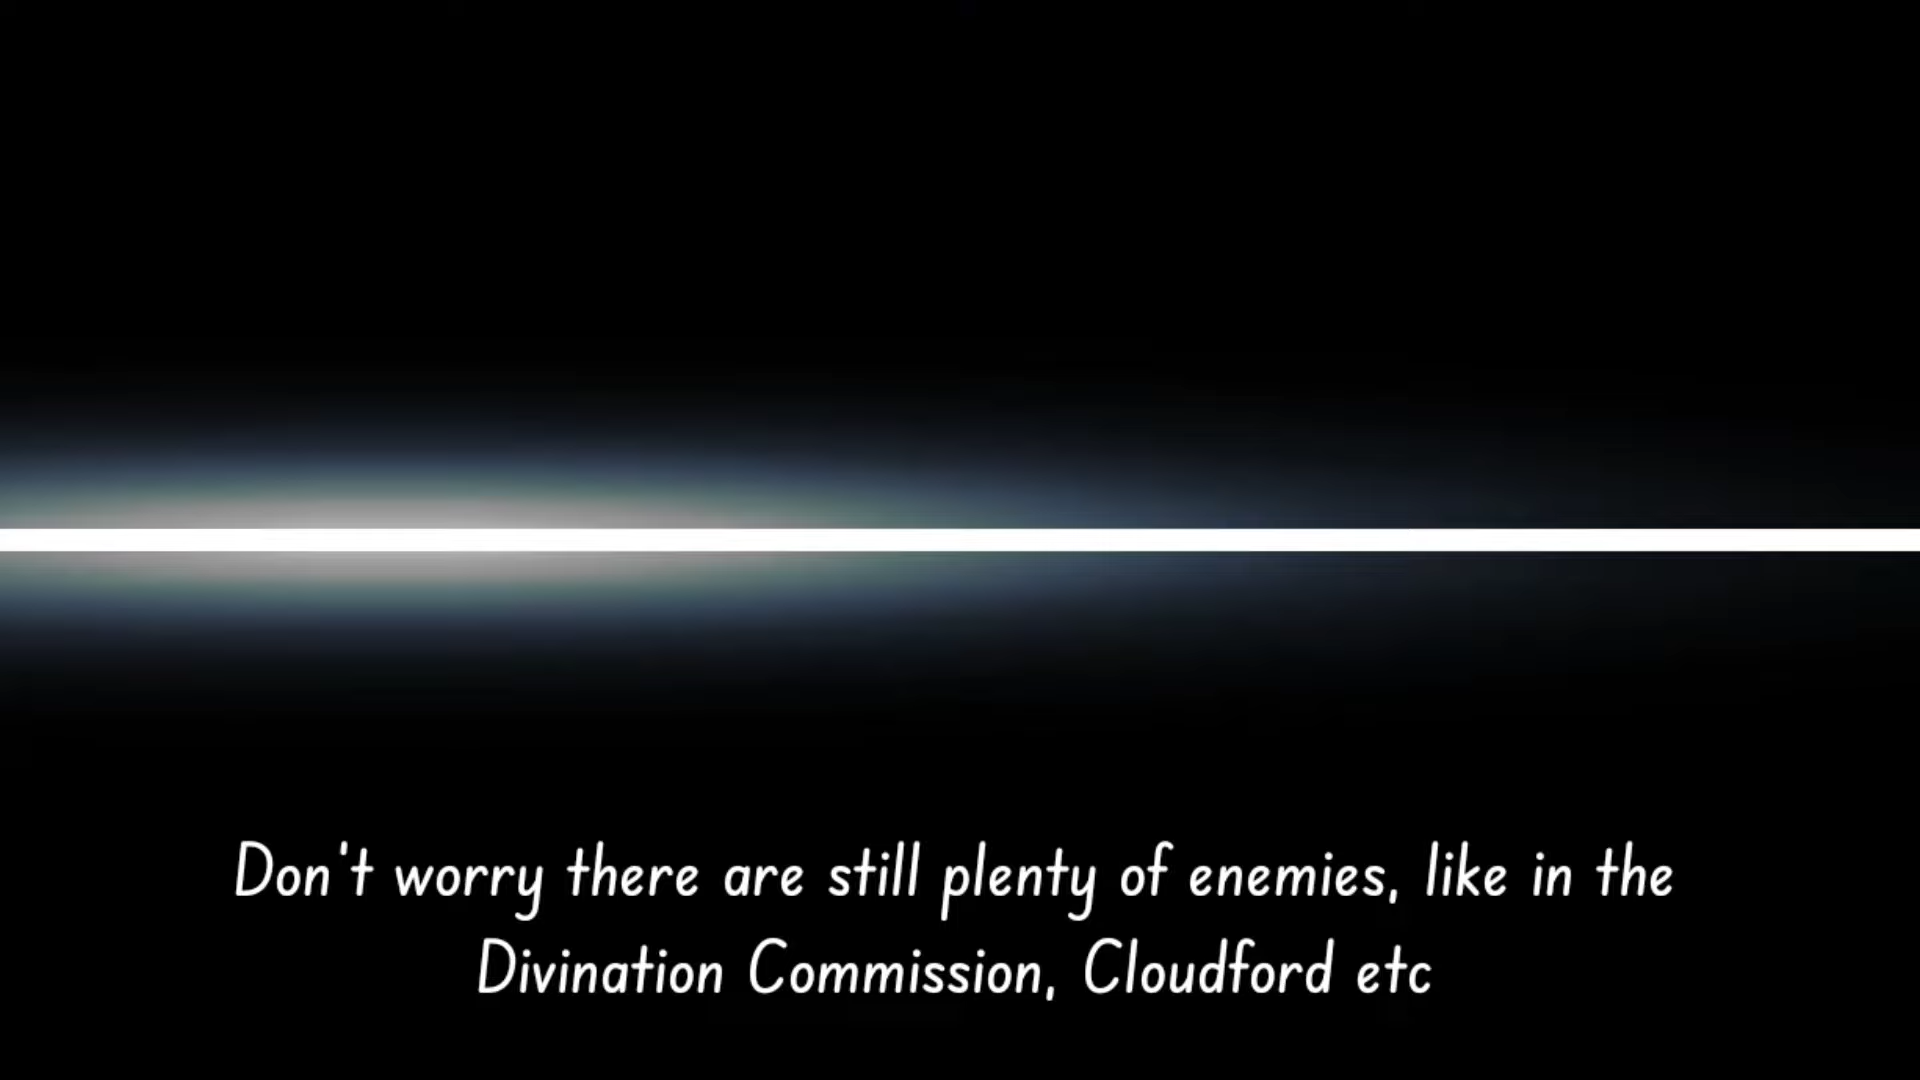 Don't worry there are still plenty of enemies, like in the
Divination Commission, Cloudford etc